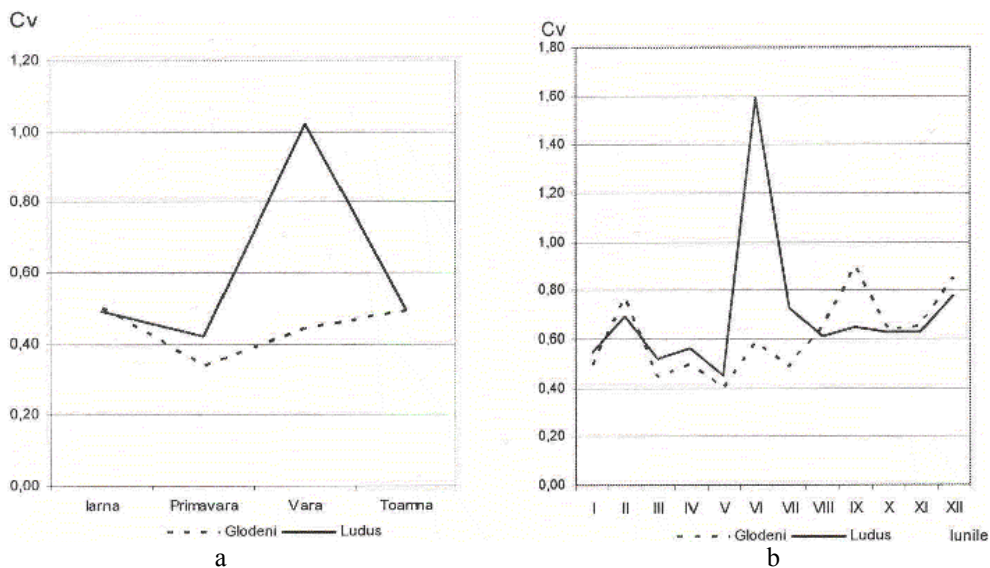 Cv
1,20
1,00
0,80
0,60
0,40
0,20
0,00
Iarna Primavara Vara Toamna
Glodeni Ludus
a
Cv
1,80
1,60
1,40
1,20
1,00
0,80
0,60
0,40
0,20
0,00
I II III IV V VI VII VIII IX X XI XII
Glodeni Ludus lunile
b